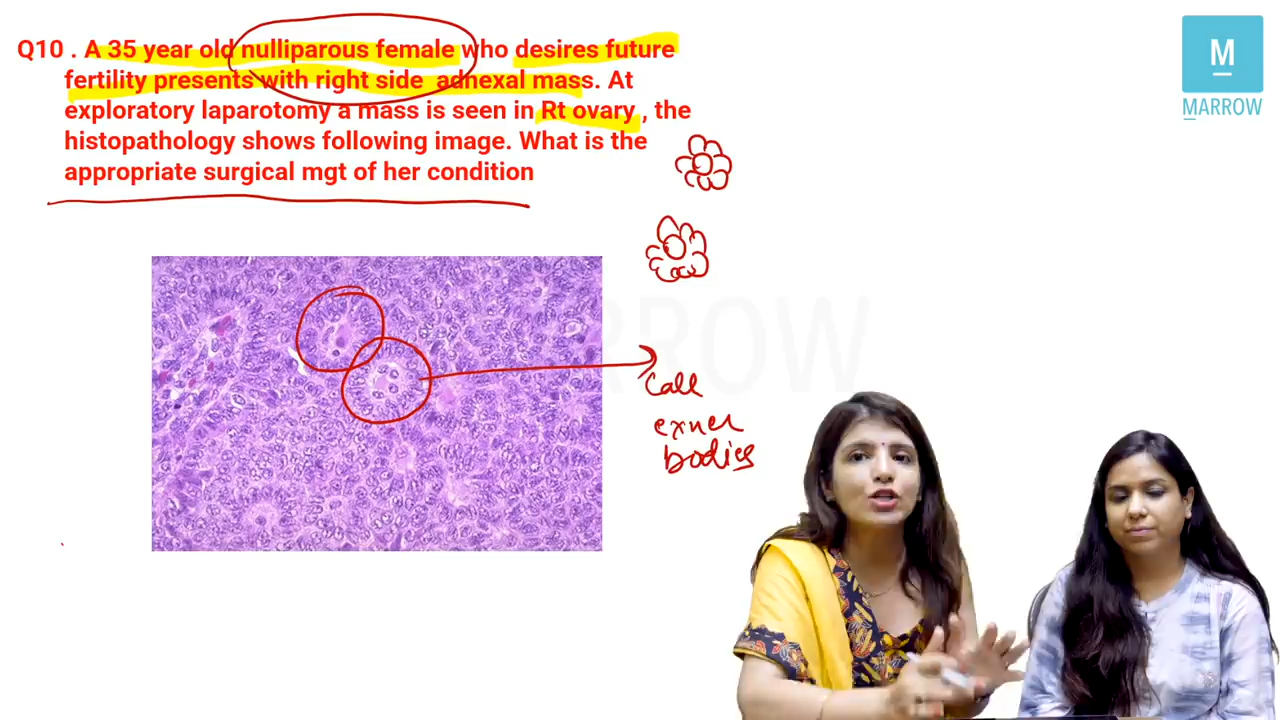 Q10 . A 35 year old nulliparous female who desires future
fertility presents with right side adnexal mass. At
exploratory laparotomy a mass is seen in Rt ovary , the
histopathology shows following image. What is the
appropriate surgical mgt of her condition
M
MARROW
MARROW
Call
exner
bodies